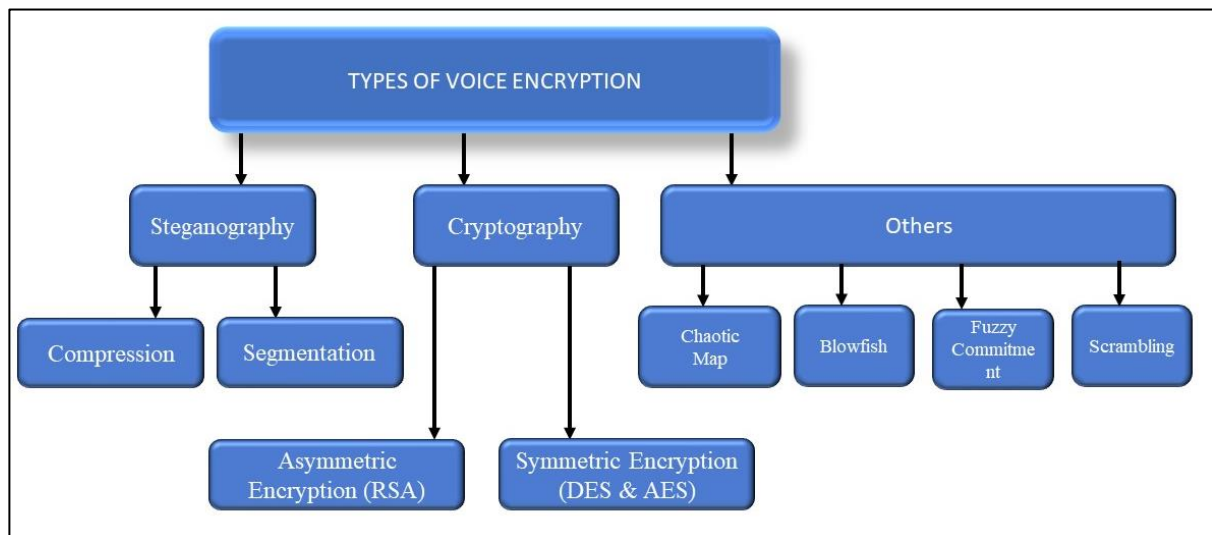 TYPES OF VOICE ENCRYPTION
Steganography
Cryptography
Others
Compression
Segmentation
Chaotic
Map
Blowfish
Fuzzy
Commitme
nt
Scrambling
Asymmetric
Encryption (RSA)
Symmetric Encryption
(DES & AES)